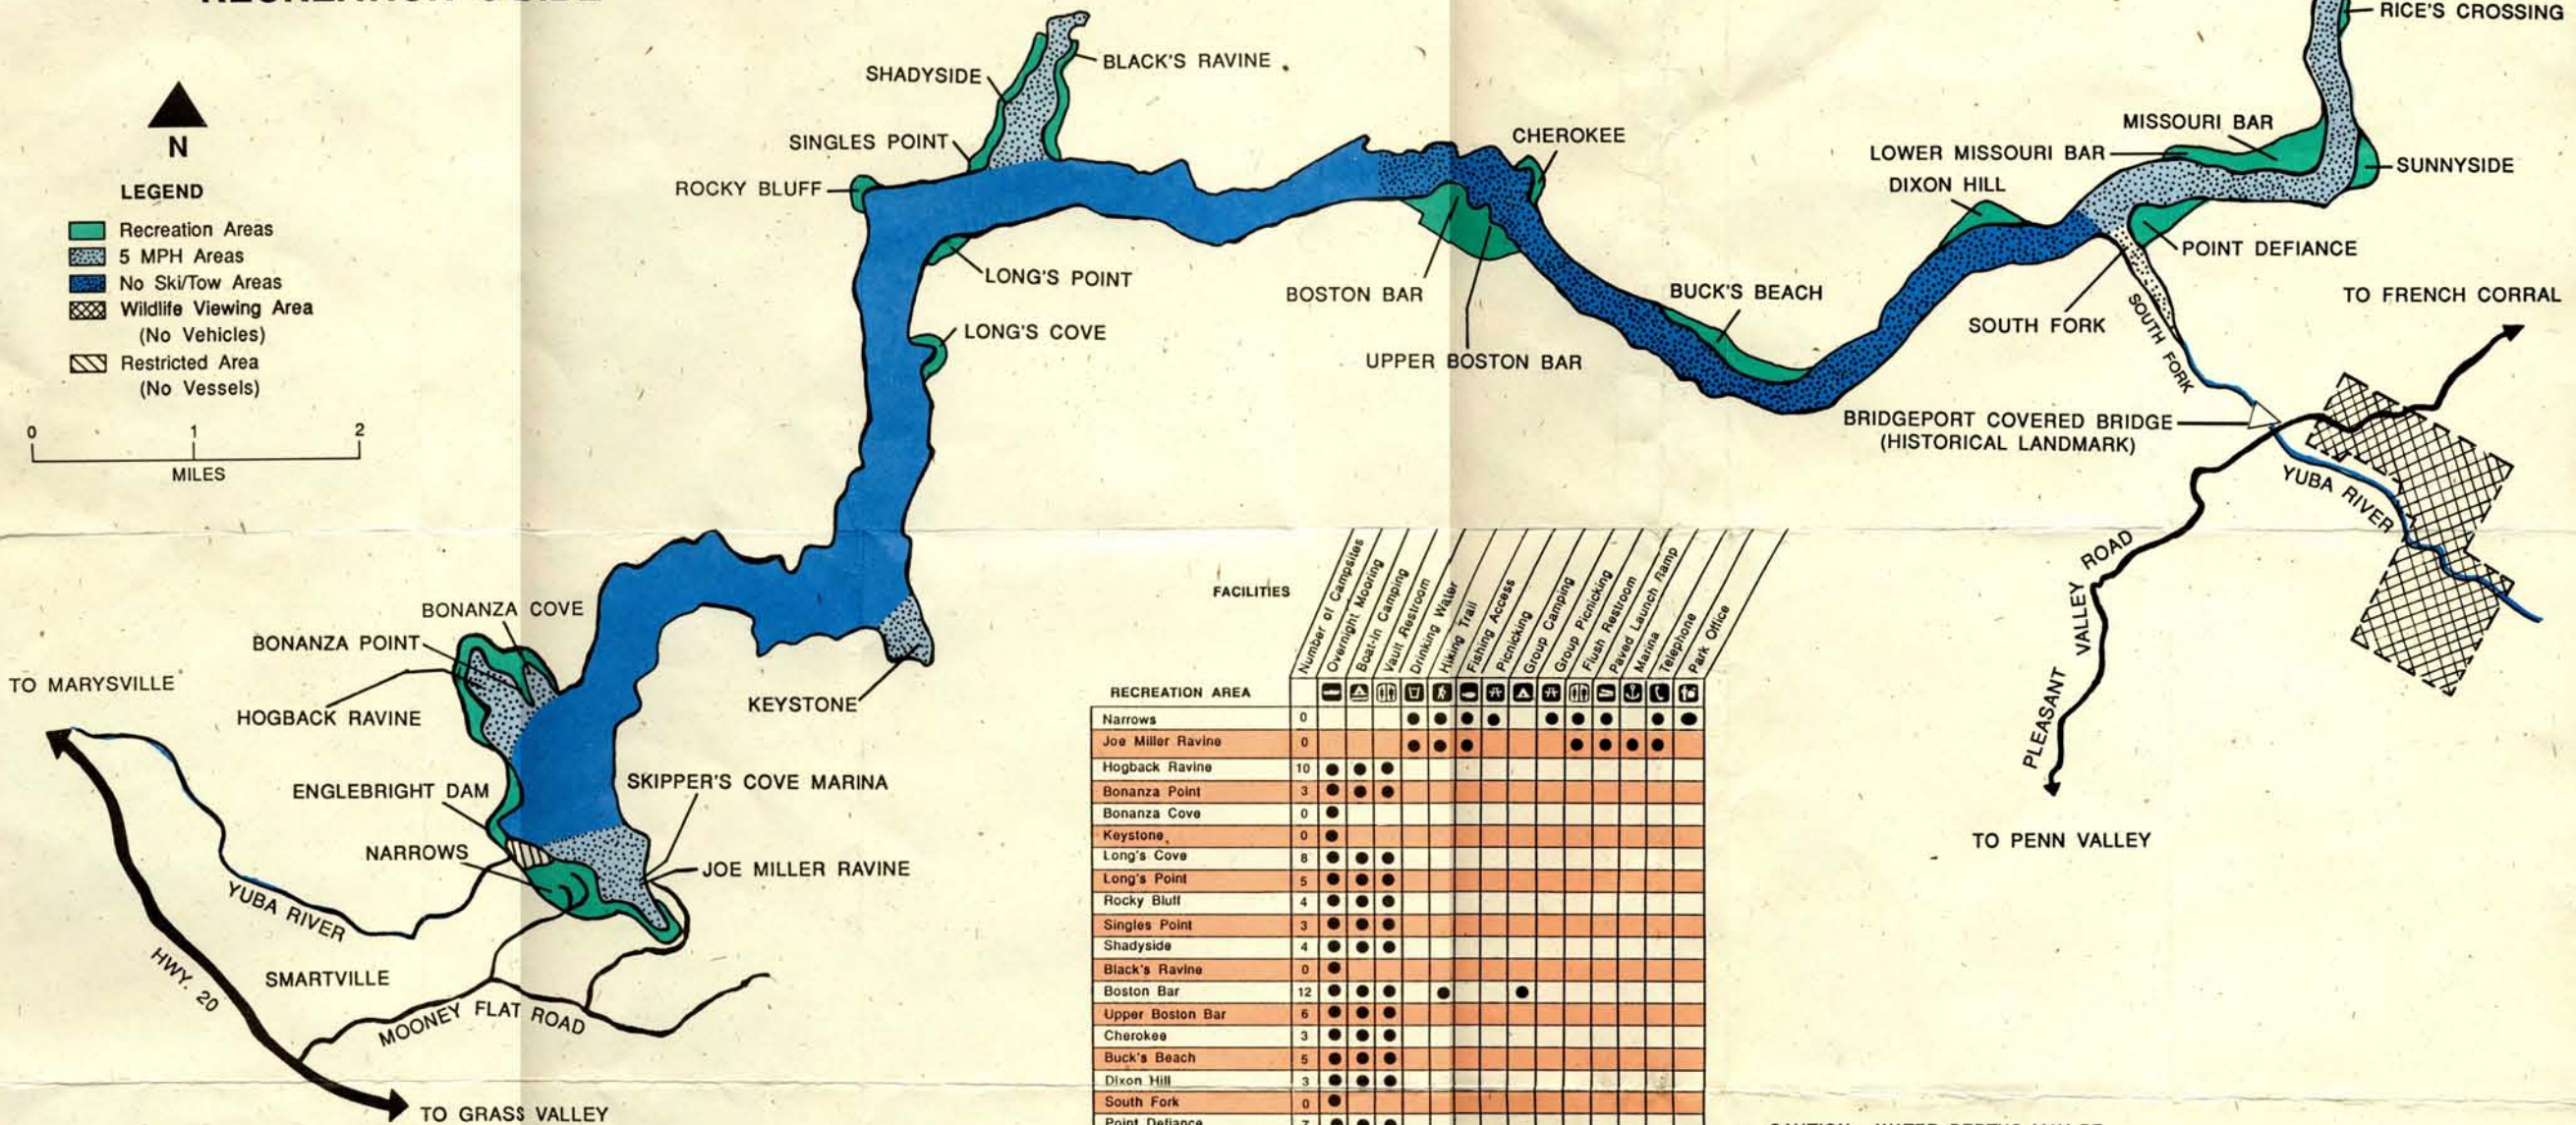 RECREATION GUIDE
RICE'S CROSSING
BLACK'S RAVINE
SHADYSIDE
SINGLES POINT
ROCKY BLUFF
CHEROKEE
MISSOURI BAR
LOWER MISSOURI BAR
SUNNYSIDE
DIXON HILL
POINT DEFIANCE
N
LEGEND
Recreation Areas
5 MPH Areas
No Ski/Tow Areas
Wildlife Viewing Area
(No Vehicles)
Restricted Area
(No Vessels)
0 1 2
MILES
LONG'S POINT
LONG'S COVE
BOSTON BAR
UPPER BOSTON BAR
BUCK'S BEACH
SOUTH FORK
SOUTH FORK
TO FRENCH CORRAL
BRIDGEPORT COVERED BRIDGE
(HISTORICAL LANDMARK)
YUBA RIVER
PLEASANT VALLEY ROAD
TO PENN VALLEY
BONANZA COVE
BONANZA POINT
TO MARYSVILLE
HOGBACK RAVINE
KEYSTONE
ENGLEBRIGHT DAM
SKIPPER'S COVE MARINA
NARROWS
JOE MILLER RAVINE
YUBA RIVER
HWY. 20
SMARTVILLE
MOONEY FLAT ROAD
TO GRASS VALLEY
FACILITIES
Number of Campsites
Overnight Mooring
Boat-in Camping
Vault Restroom
Drinking Water
Hiking Trail
Fishing Access
Picnicking
Group Camping
Group Picnicking
Flush Restroom
Paved Launch Ramp
Marina
Telephone
Park Office
RECREATION AREA
Narrows 0
Joe Miller Ravine 0
Hogback Ravine 10
Bonanza Point 3
Bonanza Cove 0
Keystone 0
Long's Cove 8
Long's Point 5
Rocky Bluff 4
Singles Point 3
Shadyside 4
Black's Ravine 0
Boston Bar 12
Upper Boston Bar 6
Cherokee 3
Buck's Beach 5
Dixon Hill 3
South Fork 0
Point Defiance 7